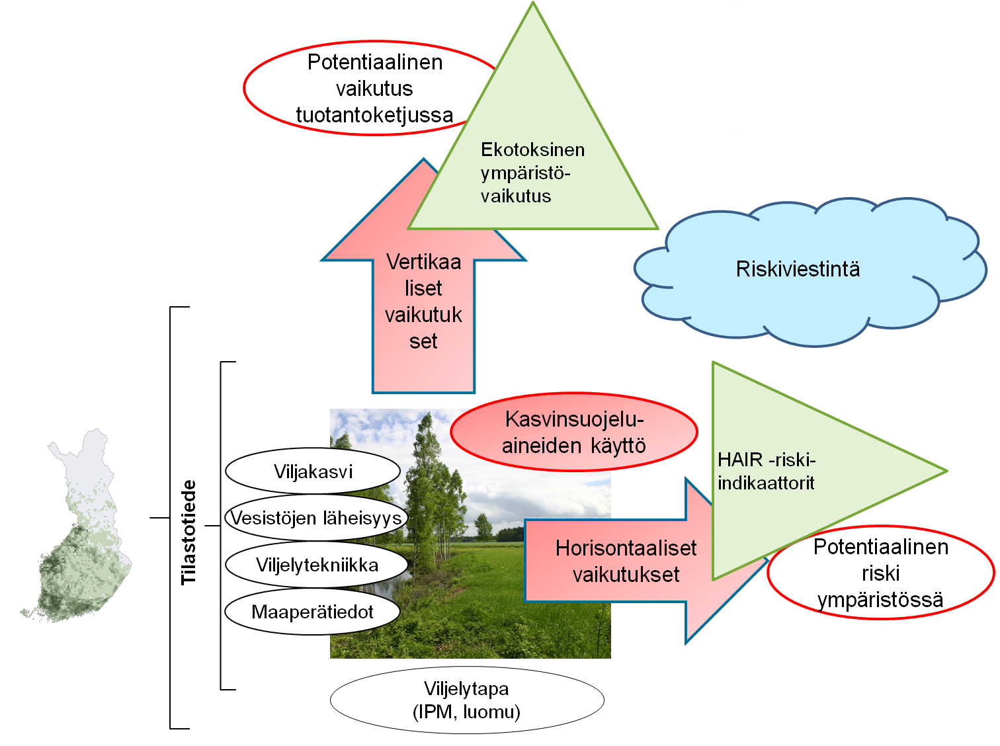 Potentiaalinen
vaikutus
tuotantoketjussa
Ekotoksinen
ympäristö-
vaikutus
Riskiviestintä
Vertikaa
liset
vaikutuk
set
Kasvinsuojelu-
aineiden käyttö
HAIR -riski-
indikaattorit
Tilastotiede
Viljakasvi
Vesistöjen läheisyys
Viljelytekniikka
Maaperätiedot
Horisontaaliset
vaikutukset
Potentiaalinen
riski
ympäristössä
Viljelytapa
(IPM, luomu)